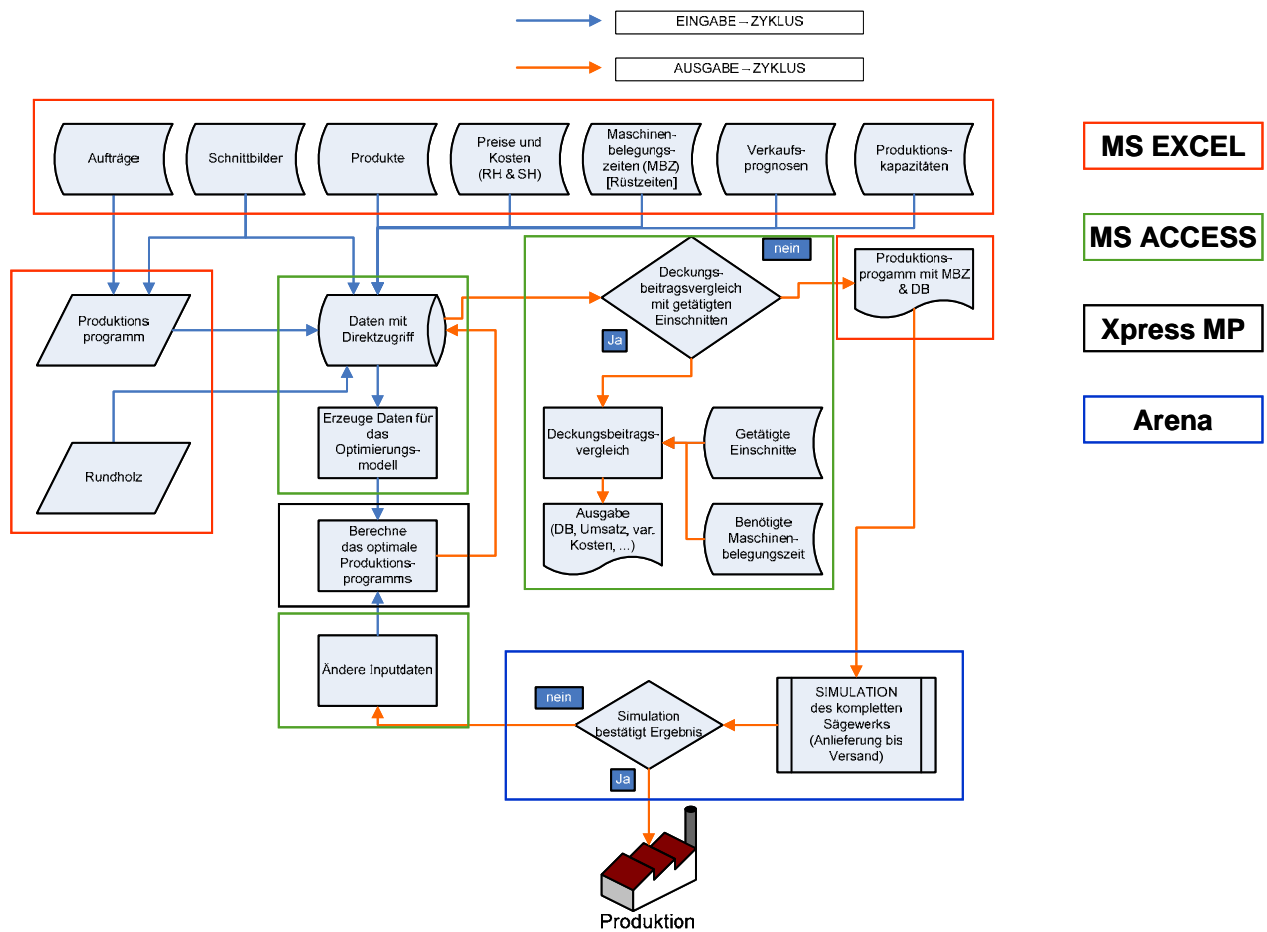 EINGABE – ZYKLUS
AUSGABE – ZYKLUS
Aufträge
Schnittbilder
Produkte
Preise und
Kosten
(RH & SH)
Maschinen-
belegungs-
zeiten (MBZ)
[Rüstzeiten]
Verkaufs-
prognosen
Produktions-
kapazitäten
MS EXCEL
MS ACCESS
Xpress MP
Arena
Produktions
programm
Rundholz
Daten mit
Direktzugriff
Erzeuge Daten für
das
Optimierungs-
modell
Berechne
das optimale
Produktions-
programms
Ändere Inputdaten
nein
Deckungs-
beitragsvergleich
mit getätigten
Einschnitten
Ja
Produktions-
progamm mit MBZ
& DB
Deckungsbeitrags-
vergleich
Getätigte
Einschnitte
Ausgabe
(DB, Umsatz, var.
Kosten, ...)
Benötigte
Maschinen-
belegungszeit
nein
Simulation
bestätigt Ergebnis
Ja
SIMULATION
des kompletten
Sägewerks
(Anlieferung bis
Versand)
Produktion